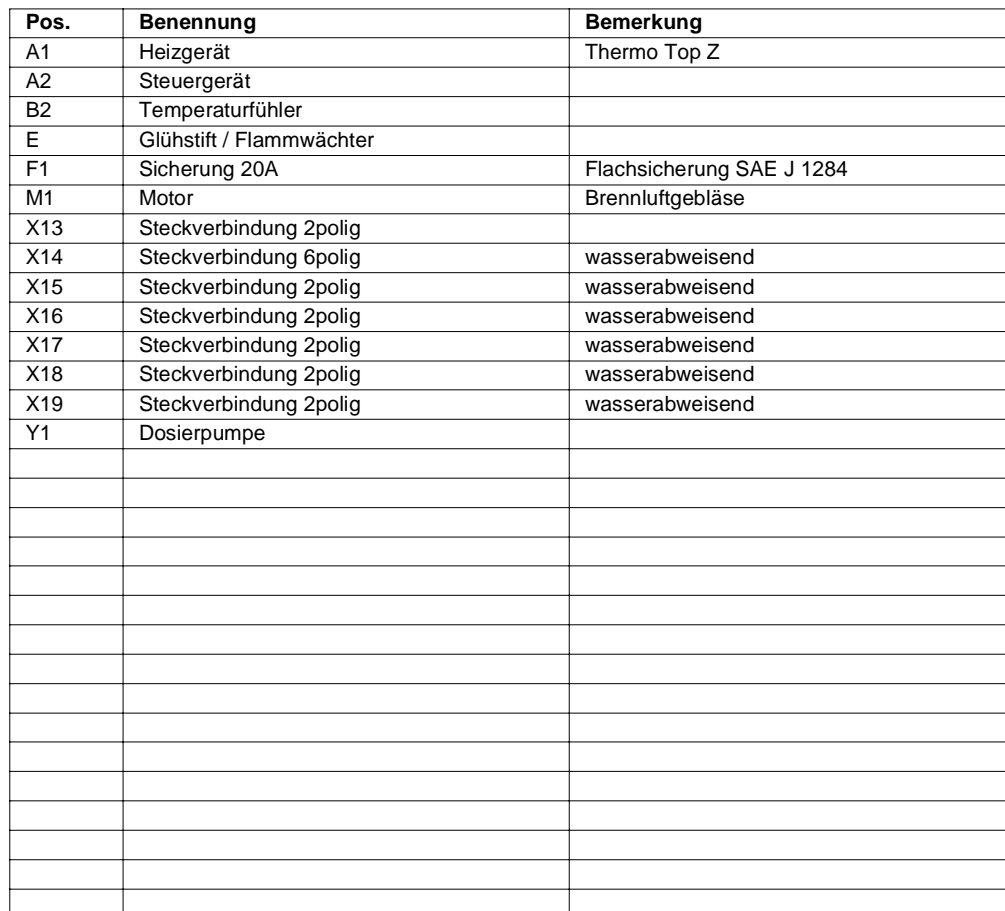 Pos. Benennung Bemerkung
A1 Heizgerät Thermo Top Z
A2 Steuergerät
B2 Temperaturfühler
E Glühstift / Flammwächter
F1 Sicherung 20A Flachsicherung SAE J 1284
M1 Motor Brennluftgebläse
X13 Steckverbindung 2polig
X14 Steckverbindung 6polig wasserabweisend
X15 Steckverbindung 2polig wasserabweisend
X16 Steckverbindung 2polig wasserabweisend
X17 Steckverbindung 2polig wasserabweisend
X18 Steckverbindung 2polig wasserabweisend
X19 Steckverbindung 2polig wasserabweisend
Y1 Dosierpumpe